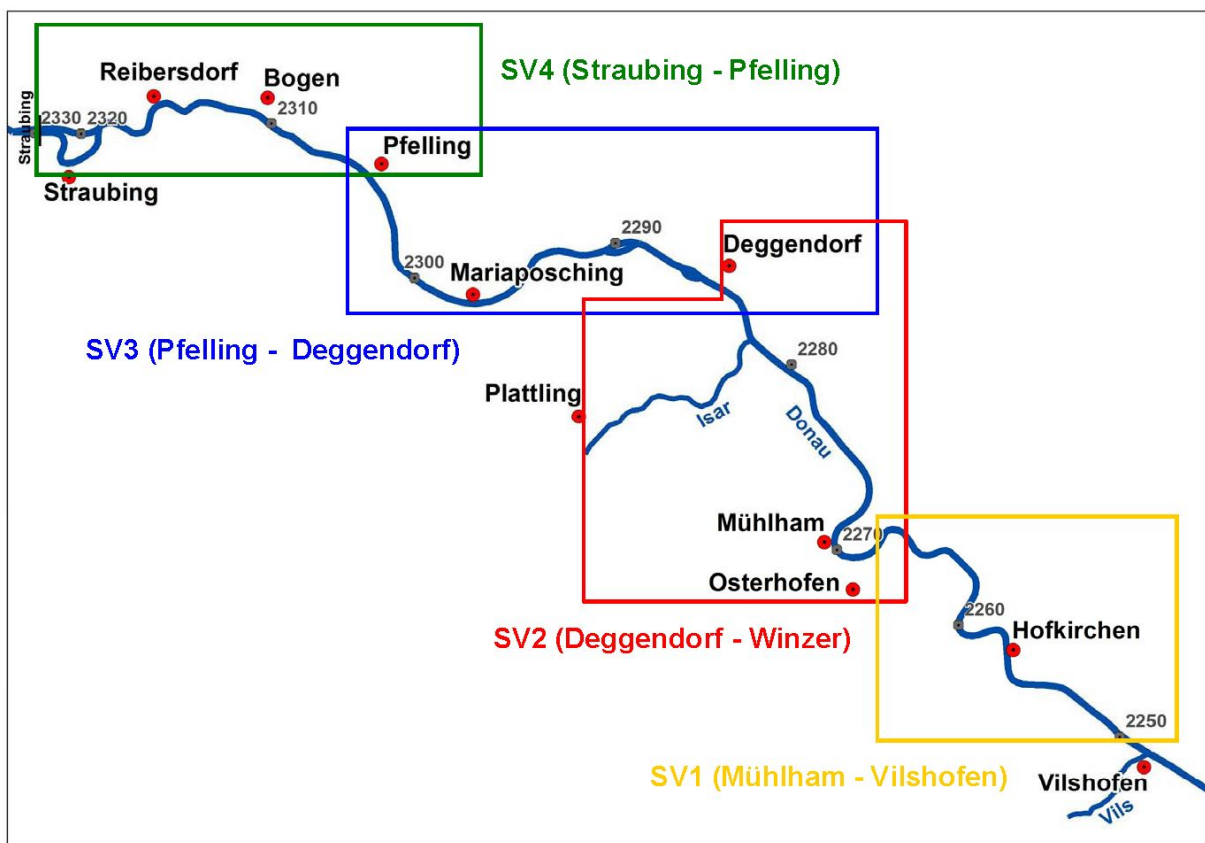 SV4 (Straubing - Pfelling)
Reibersdorf
Bogen
2310
2330
2320
Straubing
Straubing
Pfelling
2290
Deggendorf
2300
Mariaposching
SV3 (Pfelling - Deggendorf)
2280
Plattling
Isar
Donau
Mühlham
2270
Osterhofen
SV2 (Deggendorf - Winzer)
2260
Hofkirchen
2250
SV1 (Mühlham - Vilshofen)
Vilshofen
Vils